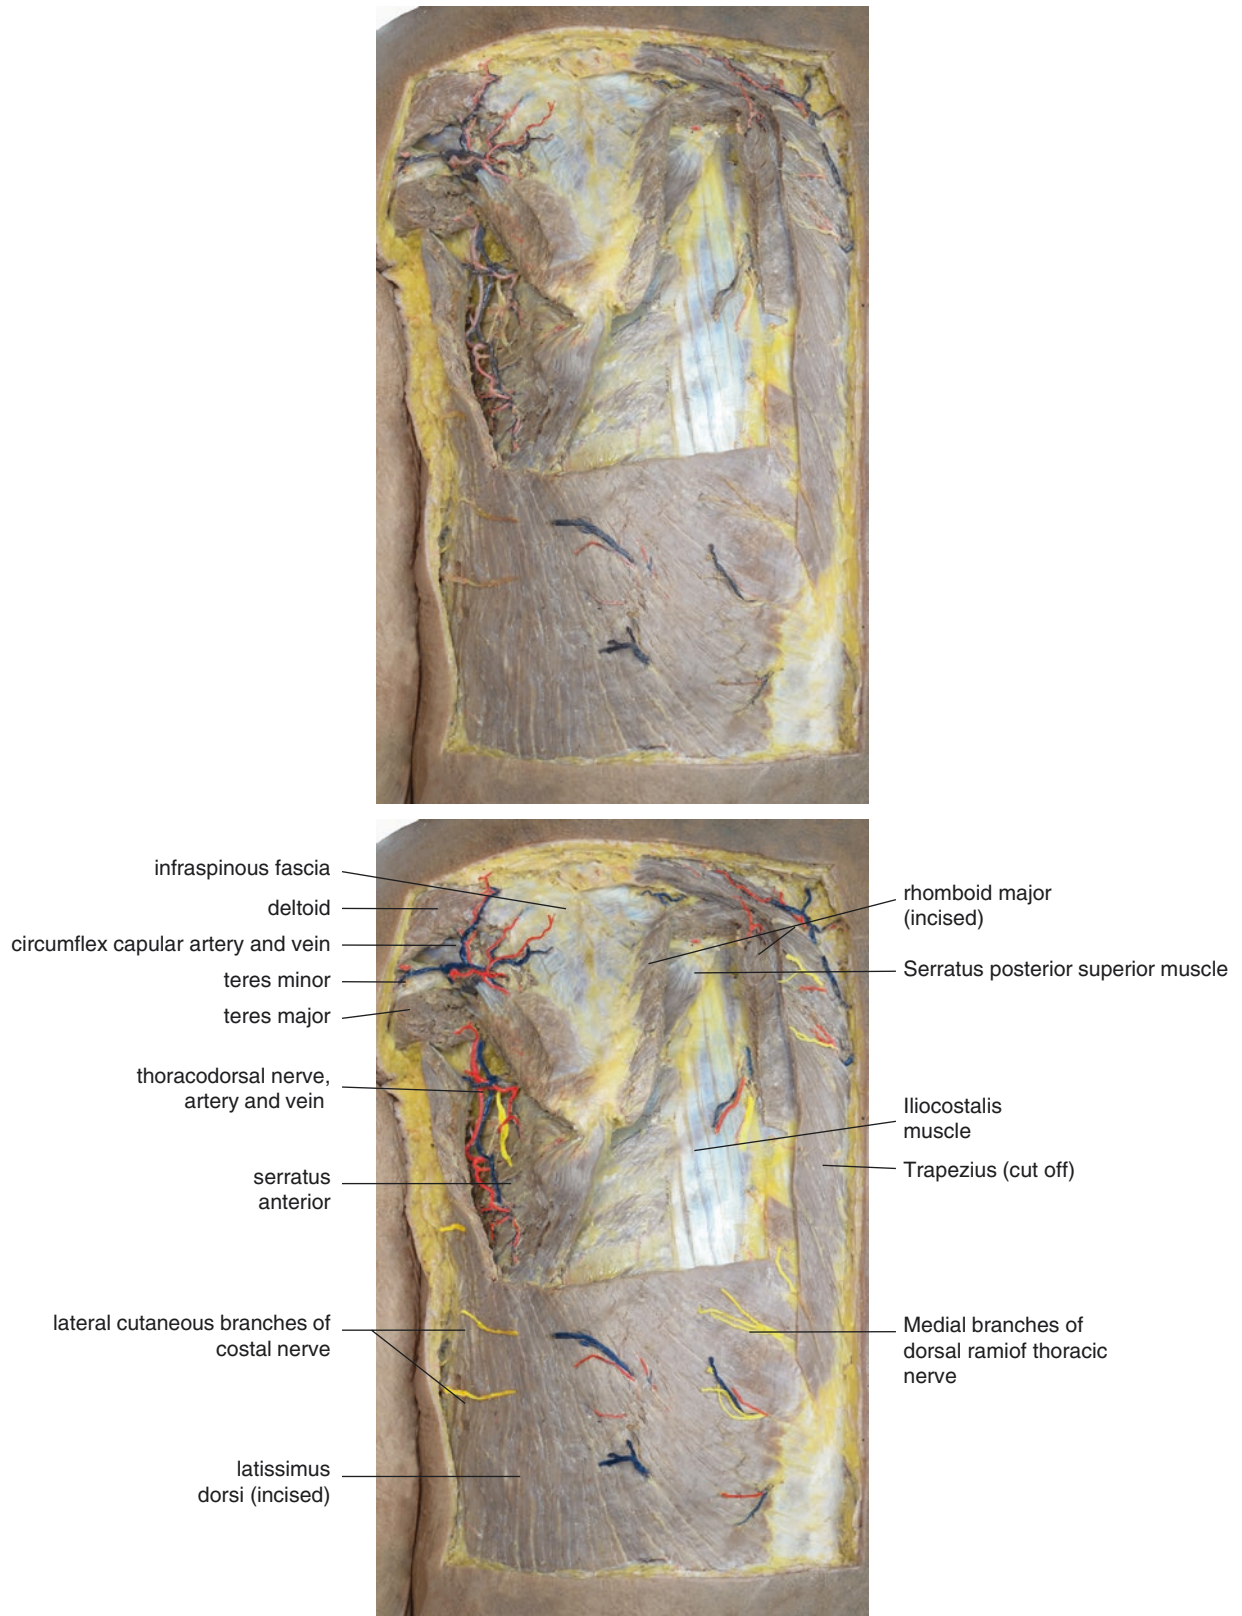 infraspinous fascia
deltoid
circumflex capular artery and vein
teres minor
teres major
thoracodorsal nerve,
artery and vein
serratus
anterior
lateral cutaneous branches of
costal nerve
latissimus
dorsi (incised)
rhomboid major
(incised)
Serratus posterior superior muscle
Iliocostalis
muscle
Trapezius (cut off)
Medial branches of
dorsal ramiof thoracic
nerve